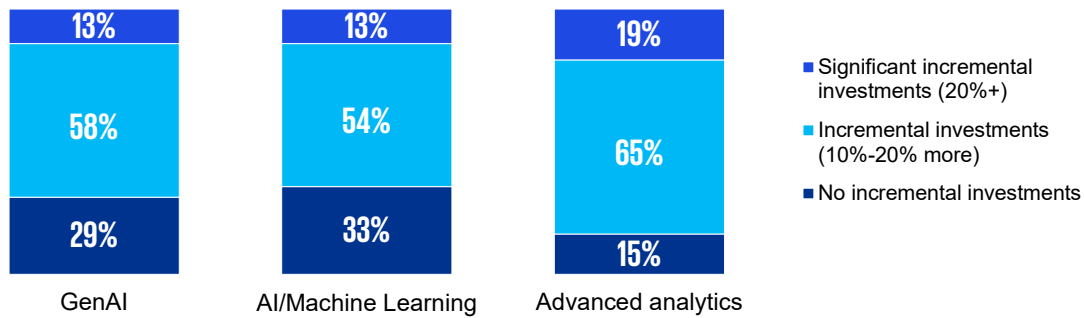 13%
58%
29%
GenAI
13%
54%
33%
AI/Machine Learning
19%
65%
15%
Advanced analytics
Significant incremental
investments (20%+)
Incremental investments
(10%-20% more)
No incremental investments